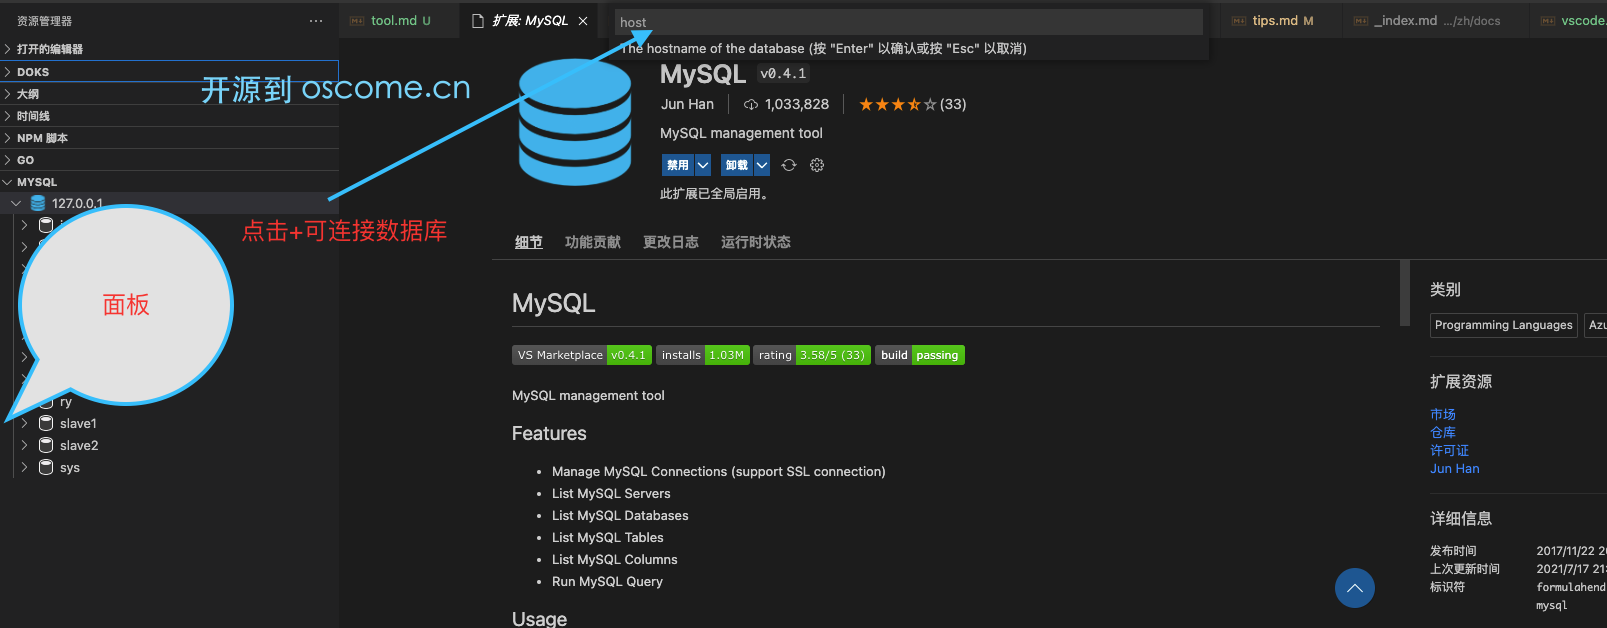 资源管理器
打开的编辑器
DOKS
大纲
时间线
NPM 脚本
GO
MYSQL
127.0.0.1
ry
slave1
slave2
sys
面板
开源到 oscome.cn
点击+可连接数据库
tool.md U
扩展: MySQL
tips.md M
_index.md .../zh/docs
vscode.
host
The hostname of the database (按 "Enter" 以确认或按 "Esc" 以取消)
MySQL v0.4.1
Jun Han 1,033,828 (33)
MySQL management tool
禁用 卸载
此扩展已全局启用。
细节 功能贡献 更改日志 运行时状态
MySQL
VS Marketplace v0.4.1 installs 1.03M rating 3.58/5 (33) build passing
MySQL management tool
Features
Manage MySQL Connections (support SSL connection)
List MySQL Servers
List MySQL Databases
List MySQL Tables
List MySQL Columns
Run MySQL Query
Usage
类别
Programming Languages Azu
扩展资源
市场
仓库
许可证
Jun Han
详细信息
发布时间 2017/11/22 2
上次更新时间 2021/7/17 21:
标识符 formulahend
mysql